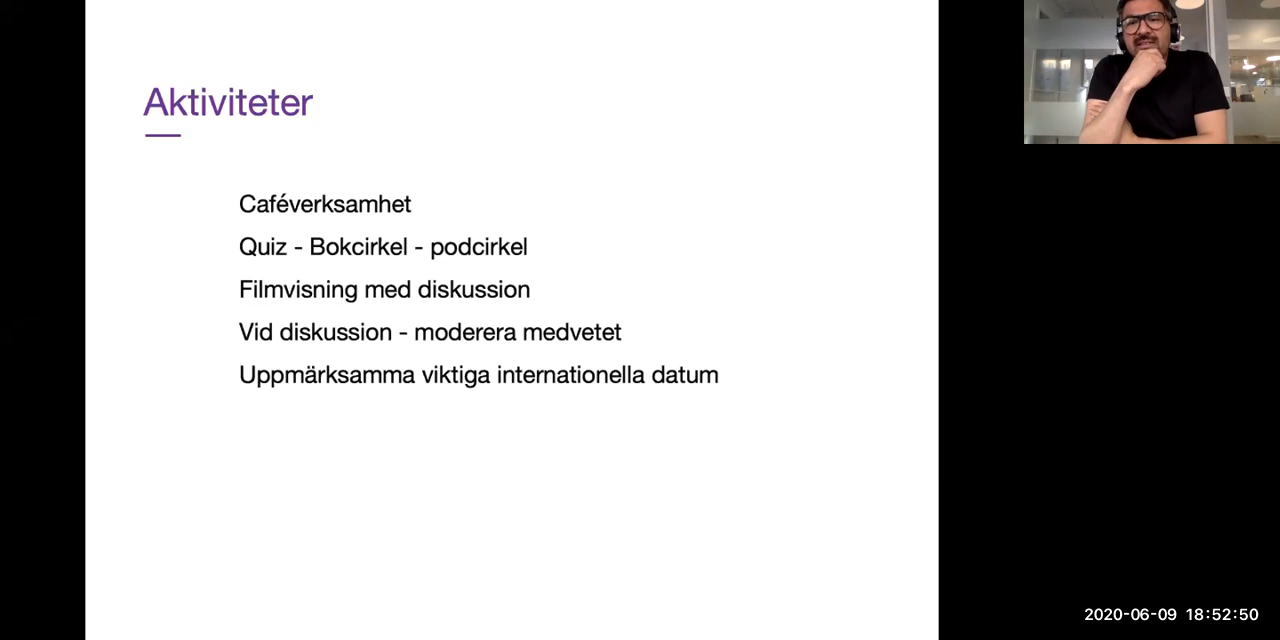 Aktiviteter
Caféverksamhet
Quiz - Bokcirkel - podcirkel
Filmvisning med diskussion
Vid diskussion - moderera medvetet
Uppmärksamma viktiga internationella datum
2020-06-09 18:52:50